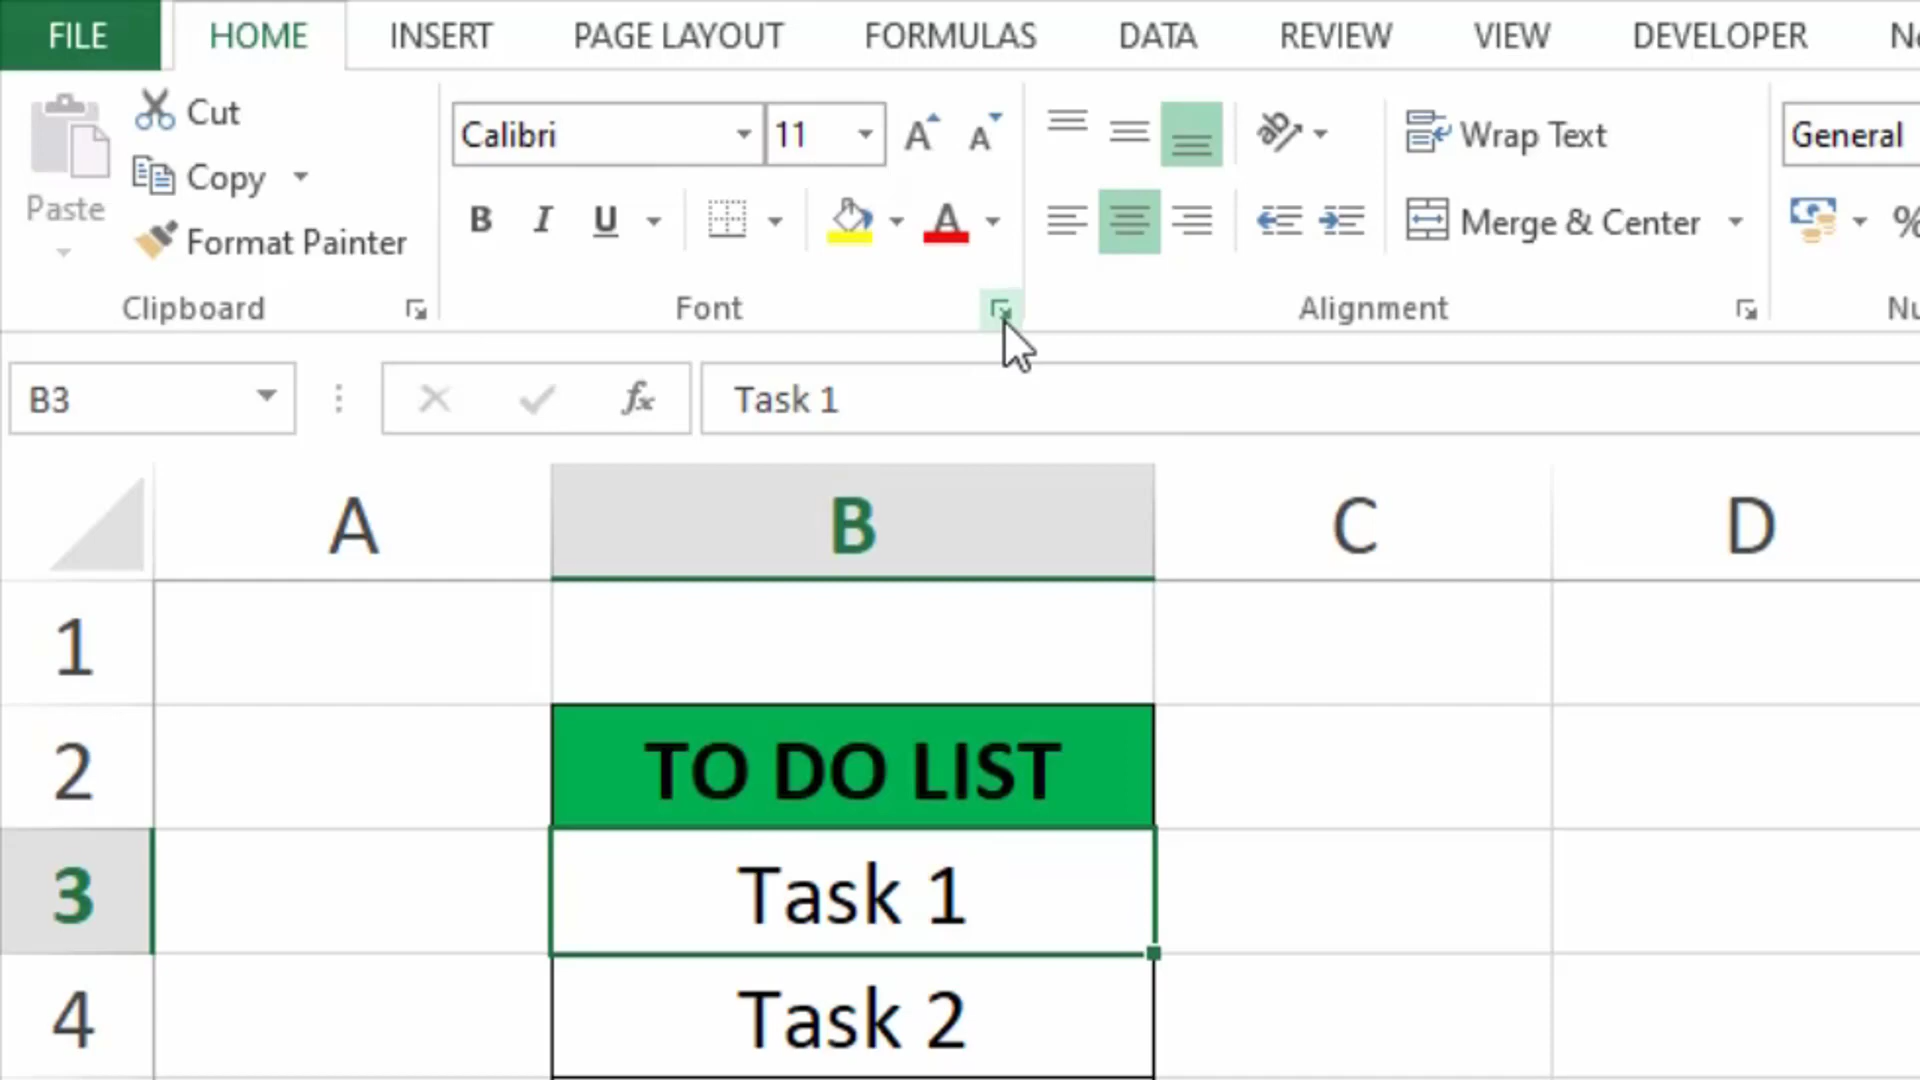 FILE HOME INSERT PAGE LAYOUT FORMULAS DATA REVIEW VIEW DEVELOPER
Cut
Copy
Paste
Format Painter
Clipboard
Calibri 11
B I U
Font
ab
Wrap Text
Merge & Center
Alignment
General
%
B3 fx Task 1
A B C D
1
2 TO DO LIST
3 Task 1
4 Task 2